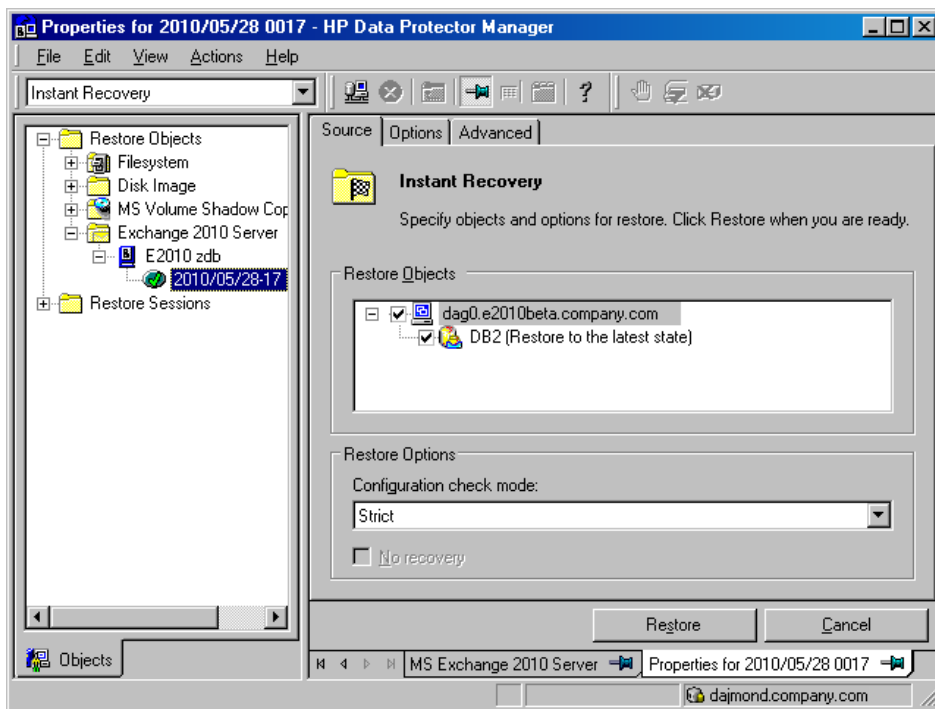 Properties for 2010/05/28 0017 - HP Data Protector Manager
File Edit View Actions Help
Instant Recovery
Restore Objects
Filesystem
Disk Image
MS Volume Shadow Cop
Exchange 2010 Server
E2010 zdb
2010/05/28-17
Restore Sessions
Objects
Source Options Advanced
Instant Recovery
Specify objects and options for restore. Click Restore when you are ready.
Restore Objects
dag0.e2010beta.company.com
DB2 (Restore to the latest state)
Restore Options
Configuration check mode:
Strict
No recovery
Restore Cancel
MS Exchange 2010 Server Properties for 2010/05/28 0017
dajmond.company.com